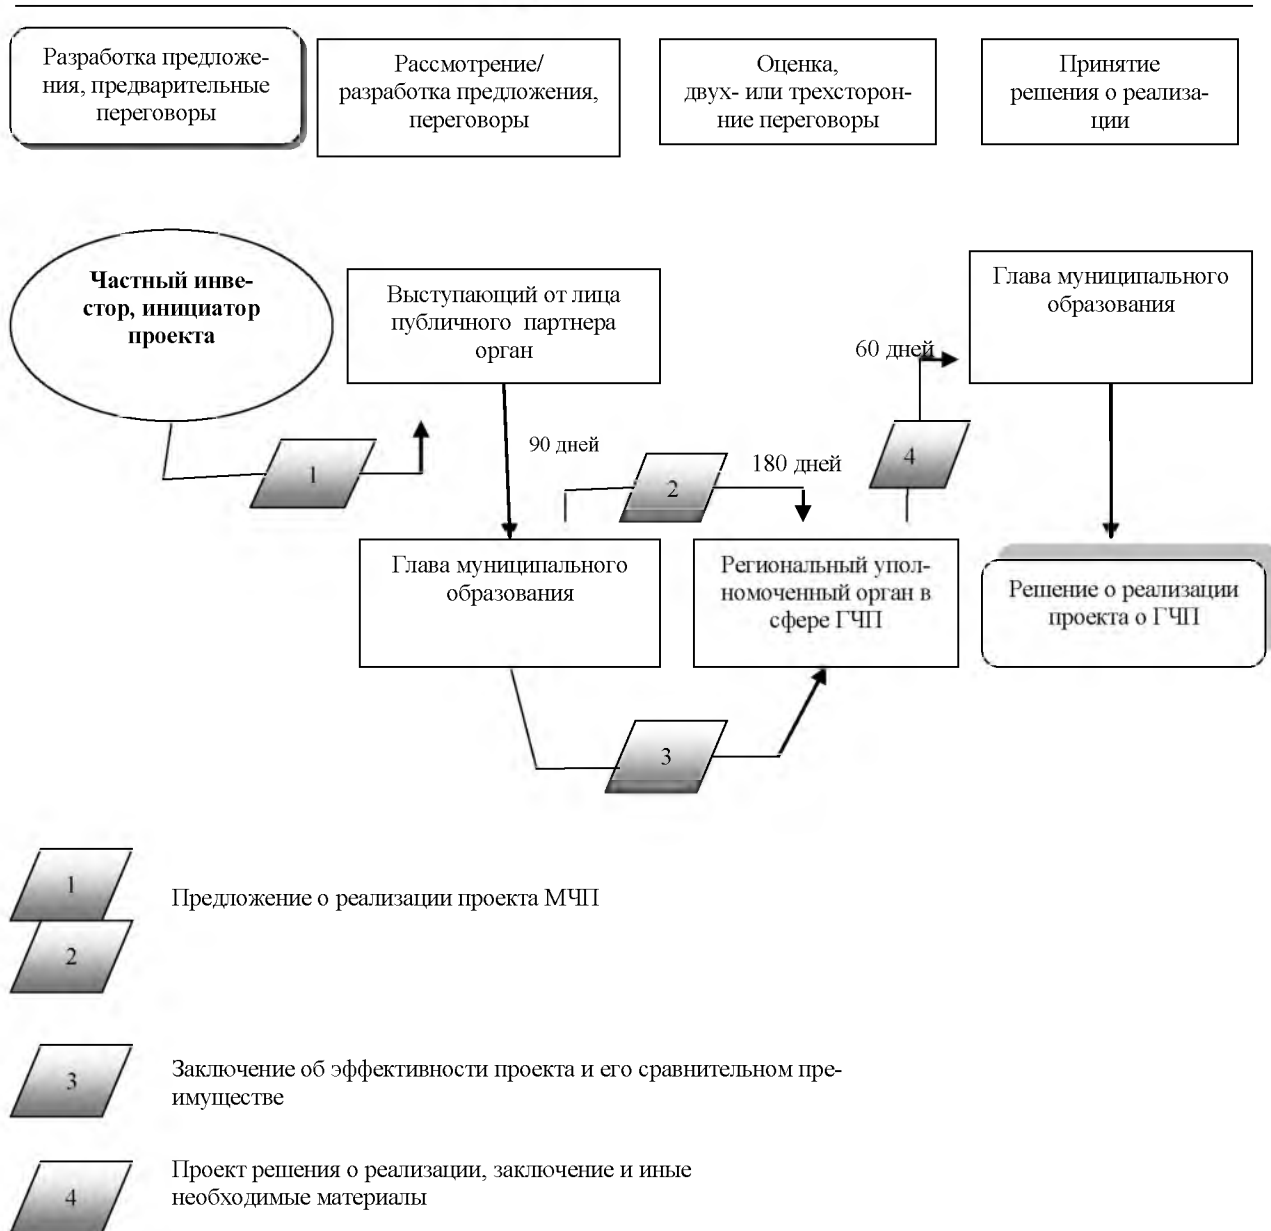 Разработка предложе-
ния, предварительные
переговоры
Рассмотрение/
разработка предложения,
переговоры
Оценка,
двух- или трехсторон-
ние переговоры
Принятие
решения о реализа-
ции
Частный инве-
стор, инициатор
проекта
Выступающий от лица
публичного партнера
орган
Глава муниципального
образования
60 дней
90 дней
180 дней
1
2
4
Глава муниципального
образования
Региональный упол-
номоченный орган в
сфере ГЧП
Решение о реализации
проекта о ГЧП
3
1
Предложение о реализации проекта МЧП
2
3
Заключение об эффективности проекта и его сравнительном пре-
имуществе
4
Проект решения о реализации, заключение и иные
необходимые материалы